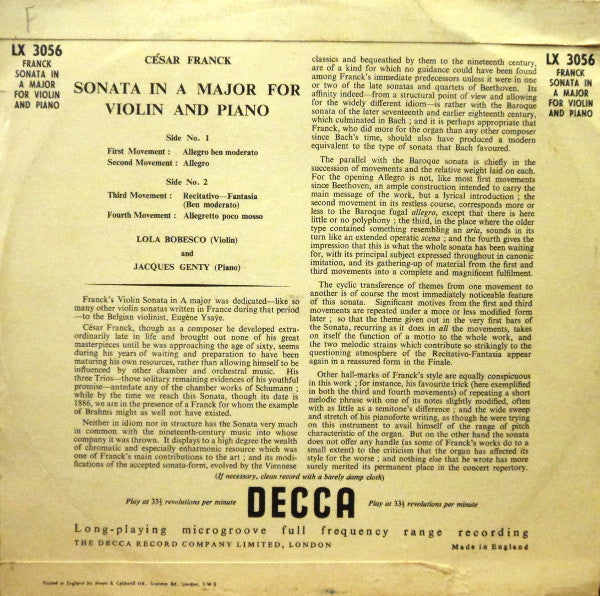 F
LX 3056
FRANCK
SONATA IN
A MAJOR
FOR VIOLIN
AND PIANO
CÉSAR FRANCK
SONATA IN A MAJOR FOR
VIOLIN AND PIANO
Side No. 1
First Movement : Allegro ben moderato
Second Movement : Allegro
Side No. 2
Third Movement : Recitativo—Fantasia
(Ben moderato)
Fourth Movement : Allegretto poco mosso
LOLA BOBESCO (Violin)
and
JACQUES GENTY (Piano)
Franck's Violin Sonata in A major was dedicated—like so
many other violin sonatas written in France during that period
—to the Belgian violinist, Eugène Ysaÿe.
César Franck, though as a composer he developed extra-
ordinarily late in life and brought out none of his great
masterpieces until he was approaching the age of sixty, seems
during his years of waiting and preparation to have been
maturing his own resources, rather than allowing himself to be
influenced by other chamber and orchestral music. His
three Trios—those solitary remaining evidences of his youthful
promise—antedate any of the chamber works of Schumann ;
while by the time we reach this Sonata, though its date is
1886, we are in the presence of a Franck for whom the example
of Brahms might as well not have existed.
Neither in idiom nor in structure has the Sonata very much
in common with the nineteenth-century music into whose
company it was thrown. It displays to a high degree the wealth
of chromatic and especially enharmonic resource which was
one of Franck's main contributions to the art ; and its modi-
fications of the accepted sonata-form, evolved by the Viennese
classics and bequeathed by them to the nineteenth century,
are of a kind for which no guidance could have been found
among Franck's immediate predecessors unless it were in one
or two of the late sonatas and quartets of Beethoven. Its
affinity indeed—from a structural point of view and allowing
for the widely different idiom—is rather with the Baroque
sonata of the later seventeenth and earlier eighteenth century,
which culminated in Bach ; and it is perhaps appropriate that
Franck, who did more for the organ than any other composer
since Bach's time, should also have produced a modern
equivalent to the type of sonata that Bach favoured.
The parallel with the Baroque sonata is chiefly in the
succession of movements and the relative weight laid on each.
For the opening Allegro is not, like most first movements
since Beethoven, an ample construction intended to carry the
main message of the work, but a lyrical introduction ; the
second movement in its restless course, corresponds more or
less to the Baroque fugal allegro, except that there is here
little or no polyphony ; the third, in the place where the older
type contained something resembling an aria, sounds in its
turn like an extended operatic scena ; and the fourth gives the
impression that this is what the whole sonata has been waiting
for, with its principal subject expressed throughout in canonic
imitation, and its gathering-up of material from the first and
third movements into a complete and magnificent fulfilment.
The cyclic transference of themes from one movement to
another is of course the most immediately noticeable feature
of this sonata. Significant motives from the first and third
movements are repeated under a more or less modified form
later ; so that the theme given out in the very first bars of
the Sonata, recurring as it does in all the movements, takes
on itself the function of a motto to the whole work, and
the two melodic strains which contribute so strikingly to the
questioning atmosphere of the Recitativo-Fantasia appear
again in a reassured form in the Finale.
Other hall-marks of Franck's style are equally conspicuous
in this work ; for instance, his favourite trick (here exemplified
in both the third and fourth movements) of repeating a short
melodic phrase with one of its notes slightly modified, often
with as little as a semitone's difference ; and the wide sweep
and stretch of his pianoforte writing, as though he were trying
on this instrument to avail himself of the range of pitch
characteristic of the organ. But on the other hand the sonata
does not offer any handle (as some of Franck's works do to a
small extent) to the criticism that the organ has affected its
style for the worse ; and nothing else that he wrote has more
surely merited its permanent place in the concert repertory.
LX 3056
FRANCK
SONATA IN
A MAJOR
FOR VIOLIN
AND PIANO
(If necessary, clean record with a barely damp cloth)
Play at 33⅓ revolutions per minute DECCA Play at 33⅓ revolutions per minute
Long-playing microgroove full frequency range recording
THE DECCA RECORD COMPANY LIMITED, LONDON Made in England
Printed in England by & Caldwell Ltd., Rd., London, S.W.2